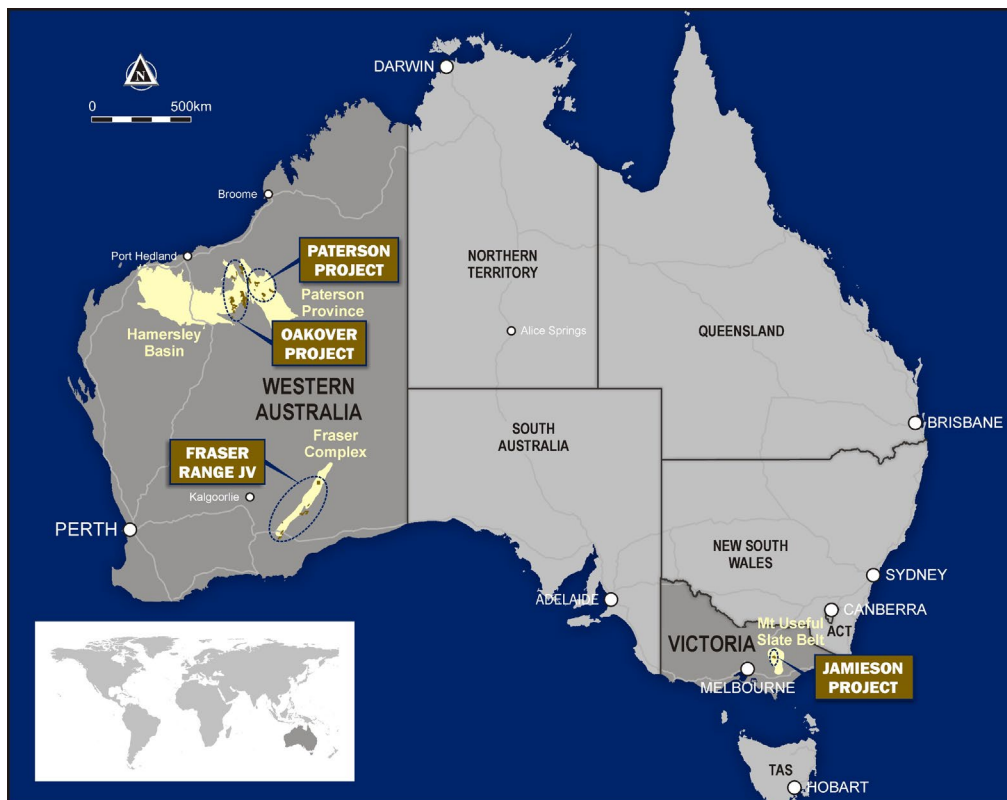 DARWIN
N
0 500km
Broome
Port Hedland
PATERSON
PROJECT
NORTHERN
TERRITORY
Paterson
Province
Alice Springs
QUEENSLAND
Hamersley
Basin
OAKOVER
PROJECT
WESTERN
AUSTRALIA
SOUTH
AUSTRALIA
BRISBANE
Fraser
Complex
FRASER
RANGE JV
Kalgoorlie
PERTH
NEW SOUTH
WALES
SYDNEY
ADELAIDE
CANBERRA
Mt Useful
Slate Belt
ACT
VICTORIA
JAMIESON
PROJECT
MELBOURNE
TAS
HOBART